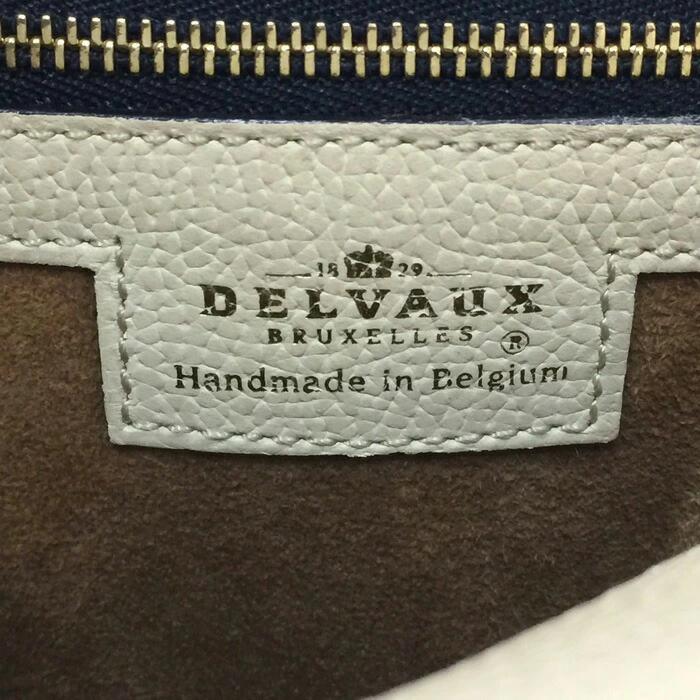 18 29
DELVAUX
BRUXELLES ®
Handmade in Belgium